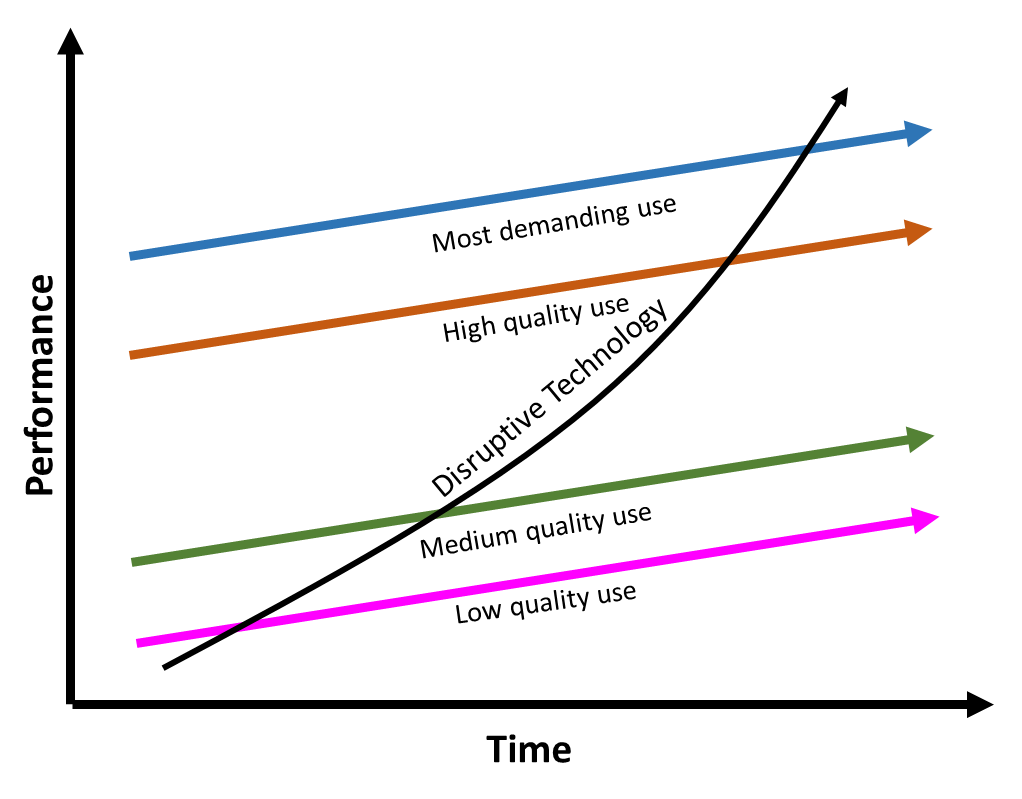 Performance
Most demanding use
High quality use
Disruptive Technology
Medium quality use
Low quality use
Time